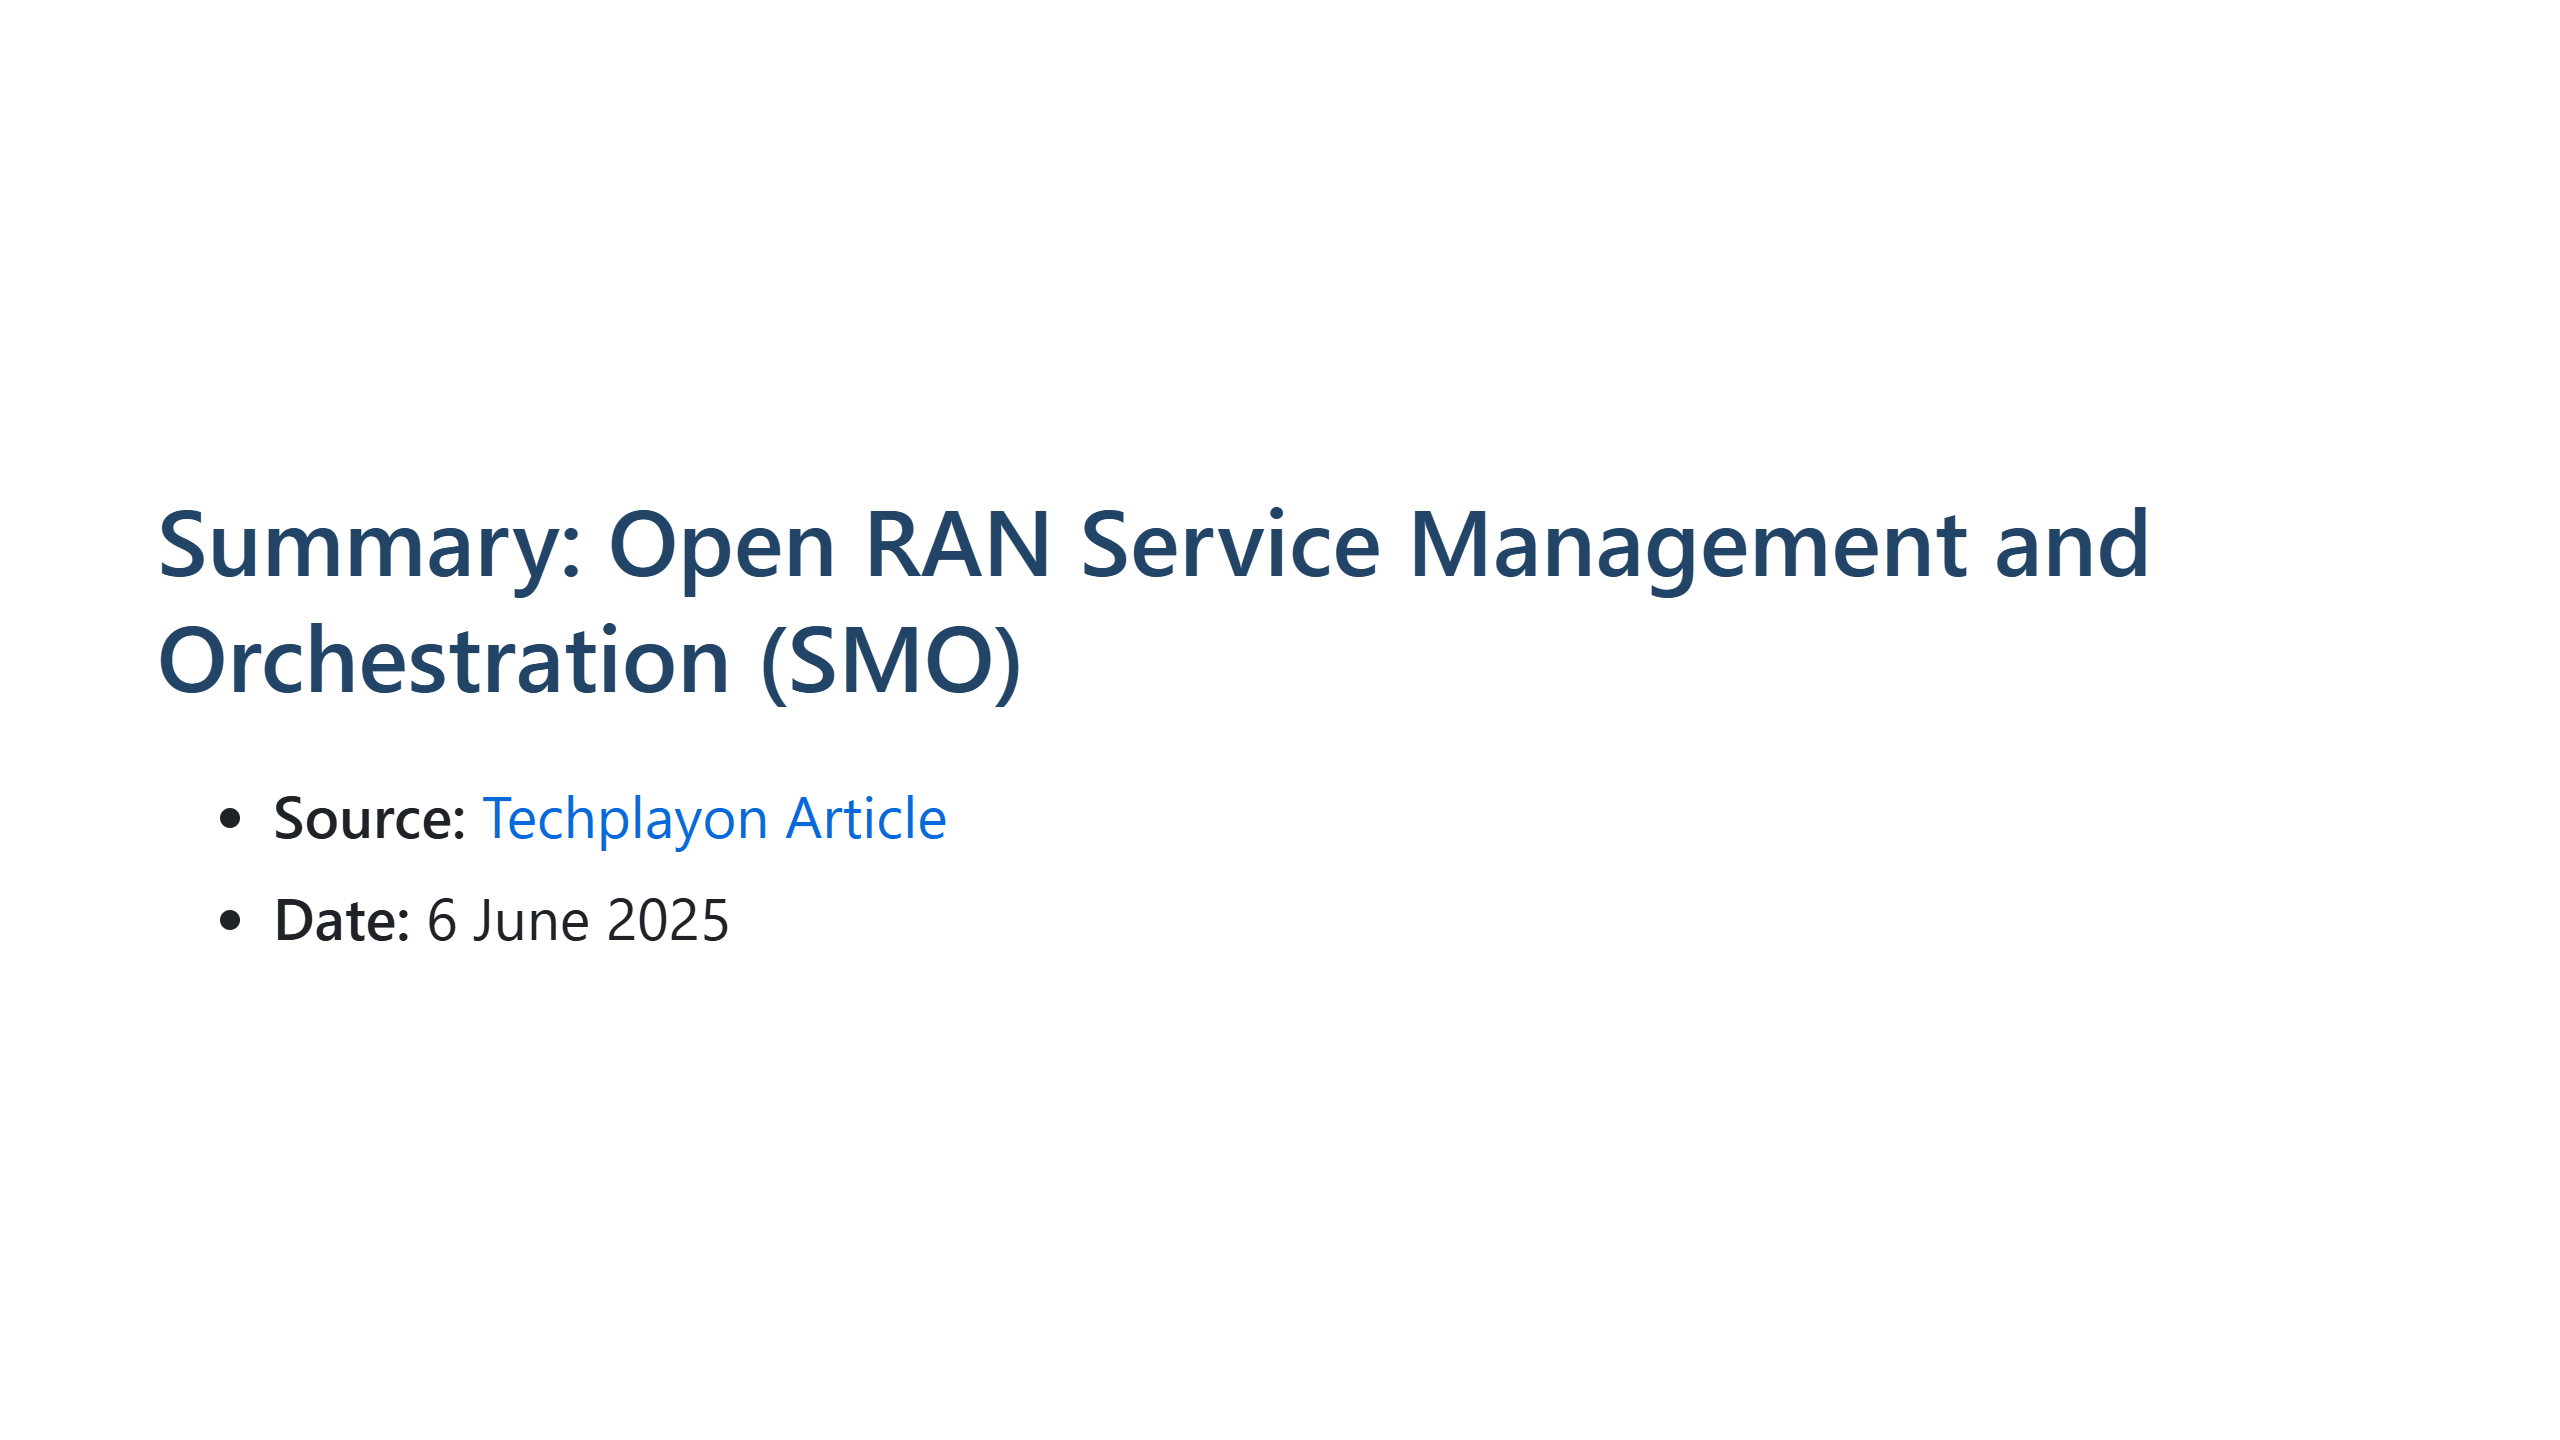 Summary: Open RAN Service Management and
Orchestration (SMO)
• Source: Techplayon Article
• Date: 6 June 2025